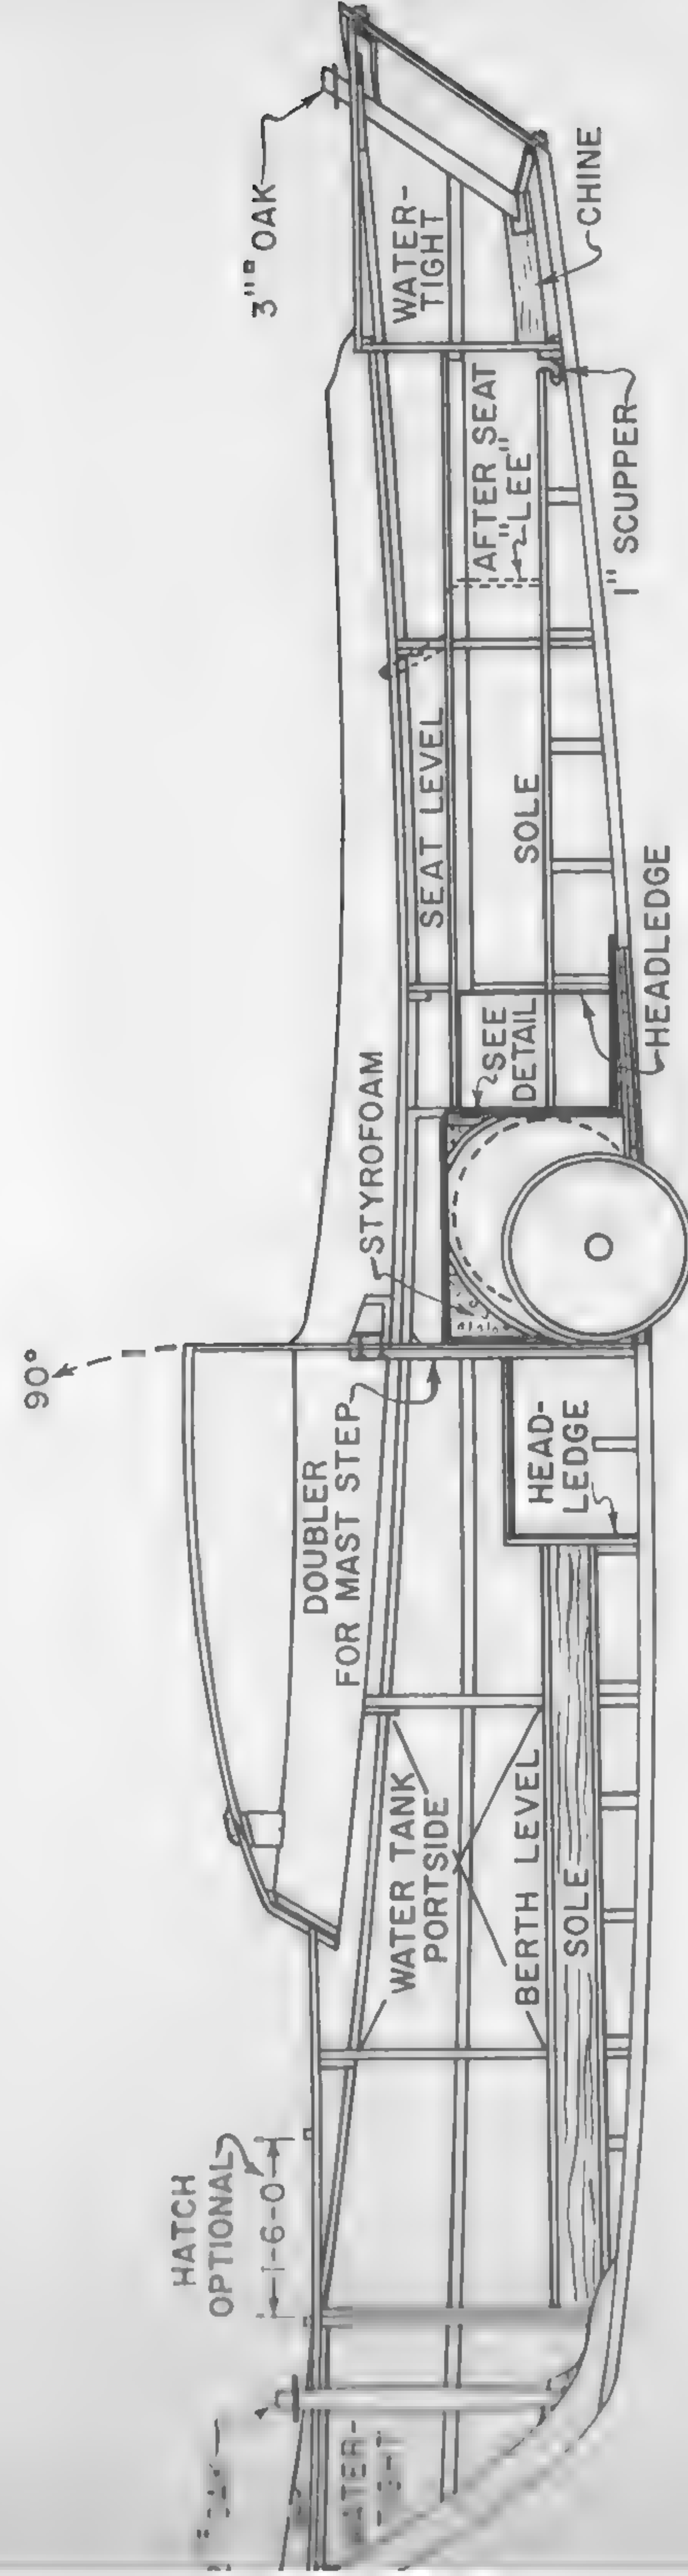 3"□ OAK
WATER-
TIGHT
CHINE
AFTER SEAT
"LEE"
1" SCUPPER
SEAT LEVEL
SOLE
HEADLEDGE
SEE
DETAIL
STYROFOAM
90°
DOUBLER
FOR MAST STEP
HEAD-
LEDGE
WATER TANK
PORTSIDE
BERTH LEVEL
SOLE
HATCH
OPTIONAL
1-6-0